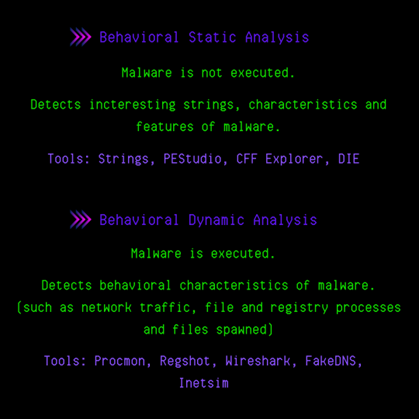 Behavioral Static Analysis
Malware is not executed.
Detects incteresting strings, characteristics and
features of malware.
Tools: Strings, PEStudio, CFF Explorer, DIE
Behavioral Dynamic Analysis
Malware is executed.
Detects behavioral characteristics of malware.
(such as network traffic, file and registry processes
and files spawned)
Tools: Procmon, Regshot, Wireshark, FakeDNS,
Inetsim